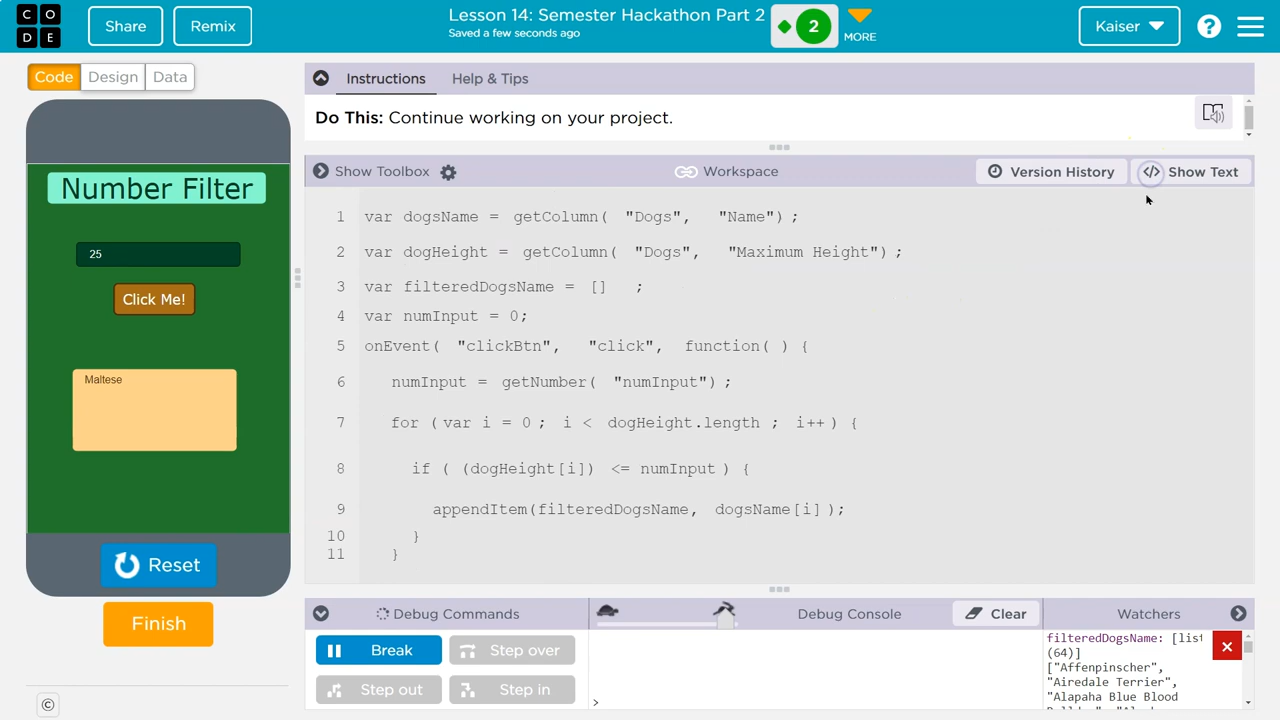 CO
DE
Share
Remix
Lesson 14: Semester Hackathon Part 2
Saved a few seconds ago
2
MORE
Kaiser
?
Code
Design
Data
Instructions
Help & Tips
Do This: Continue working on your project.
Show Toolbox
Workspace
Version History
</> Show Text
Number Filter
25
Click Me!
Maltese
Reset
Finish
©
1 var dogsName = getColumn( "Dogs", "Name") ;
2 var dogHeight = getColumn( "Dogs", "Maximum Height") ;
3 var filteredDogsName = [] ;
4 var numInput = 0;
5 onEvent( "clickBtn", "click", function( ) {
6 numInput = getNumber( "numInput") ;
7 for ( var i = 0 ; i < dogHeight.length ; i++ ) {
8 if ( (dogHeight[i]) <= numInput ) {
9 appendItem(filteredDogsName, dogsName[i] );
10 }
11 }
Debug Commands
Debug Console
Clear
Watchers
Break
Step over
Step out
Step in
>
filteredDogsName: [list
(64)]
["Affenpinscher",
"Airedale Terrier",
"Alapaha Blue Blood